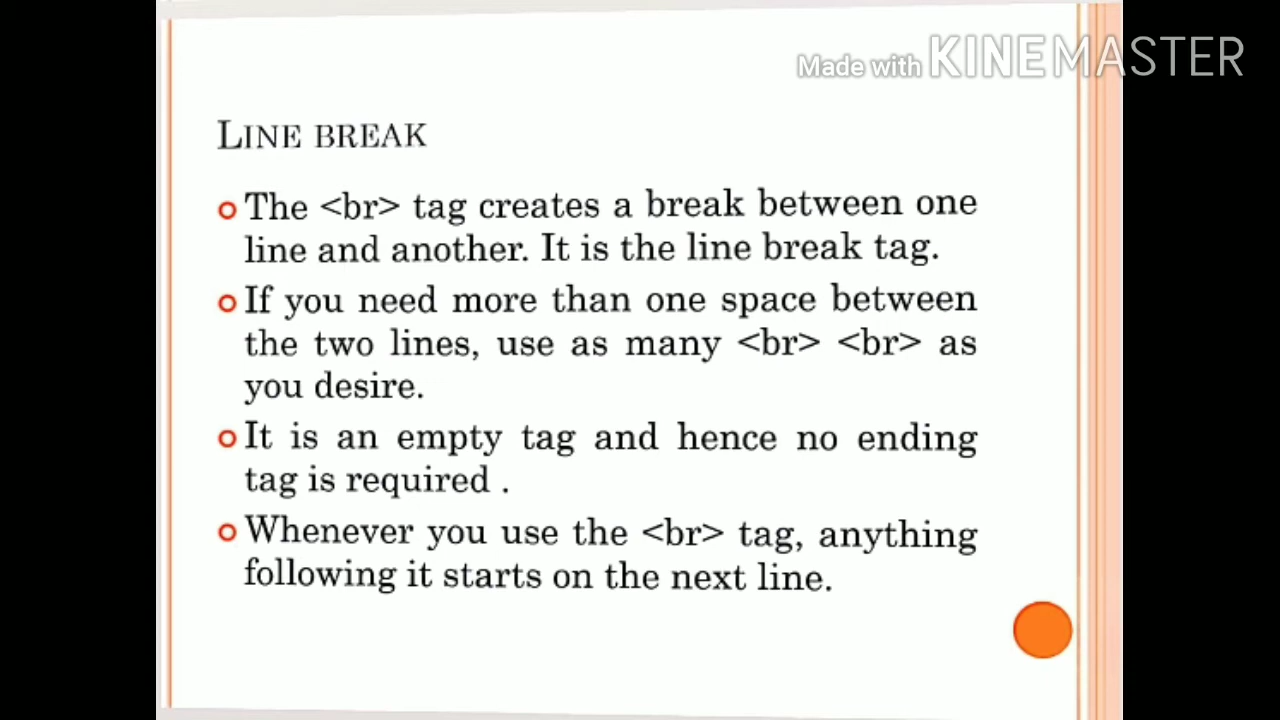 Made with KINEMASTER
LINE BREAK
The <br> tag creates a break between one
line and another. It is the line break tag.
If you need more than one space between
the two lines, use as many <br> <br> as
you desire.
It is an empty tag and hence no ending
tag is required .
Whenever you use the <br> tag, anything
following it starts on the next line.